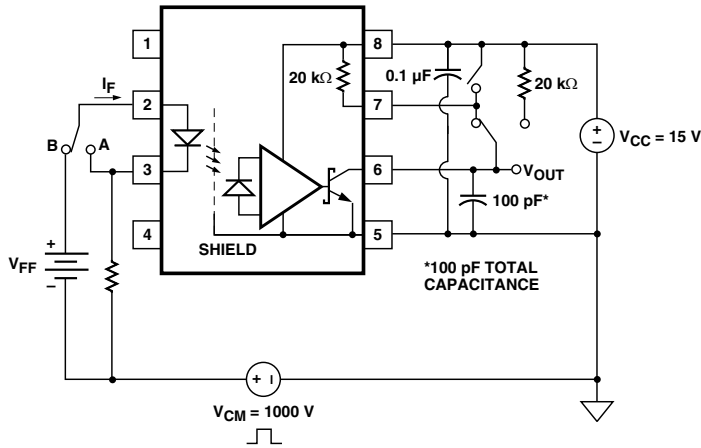 1
8
0.1 µF
20 kΩ
20 kΩ
I_F
2
7
V_CC = 15 V
+
−
B
A
3
6
V_OUT
100 pF*
4
5
SHIELD
+
V_FF
−
*100 pF TOTAL
CAPACITANCE
+ −
V_CM = 1000 V